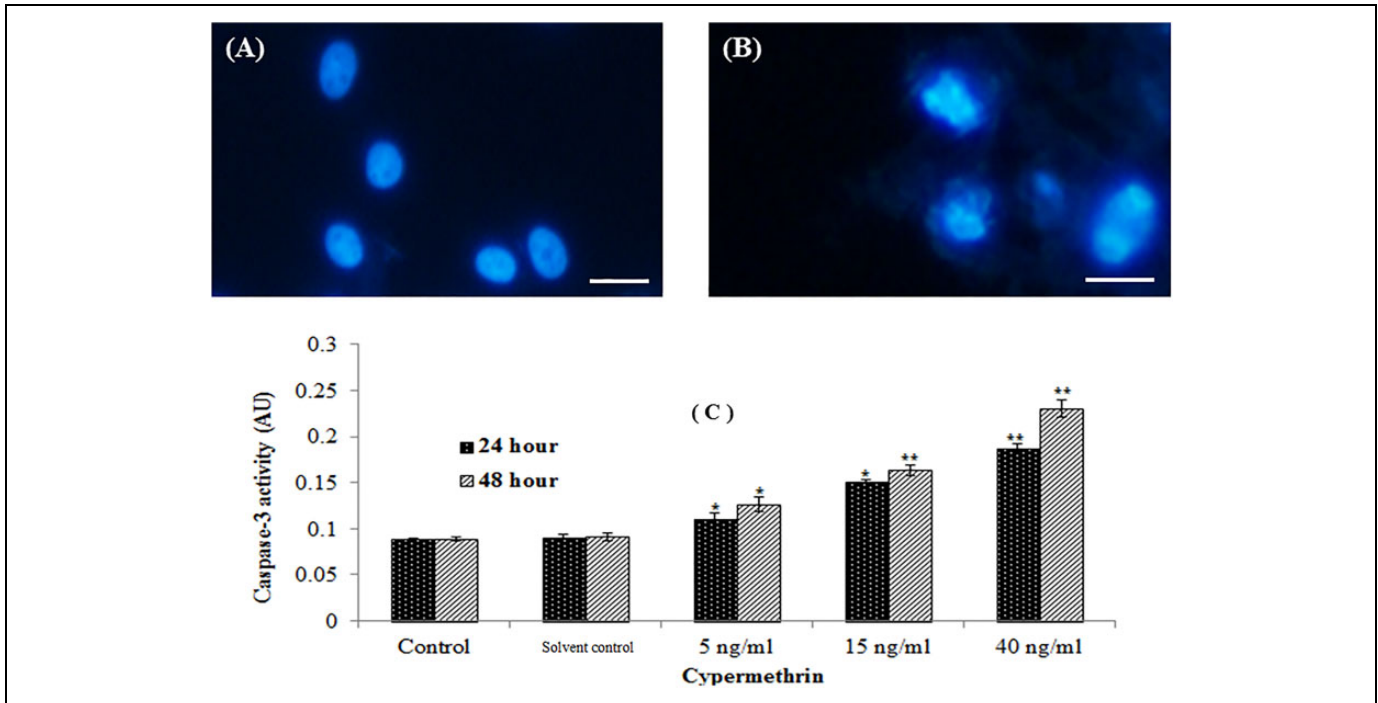 (A)
(B)
Caspase-3 activity (AU)
0.3
0.25
0.2
0.15
0.1
0.05
0
( C )
24 hour
48 hour
*
*
*
**
**
**
Control
Solvent control
5 ng/ml
15 ng/ml
40 ng/ml
Cypermethrin